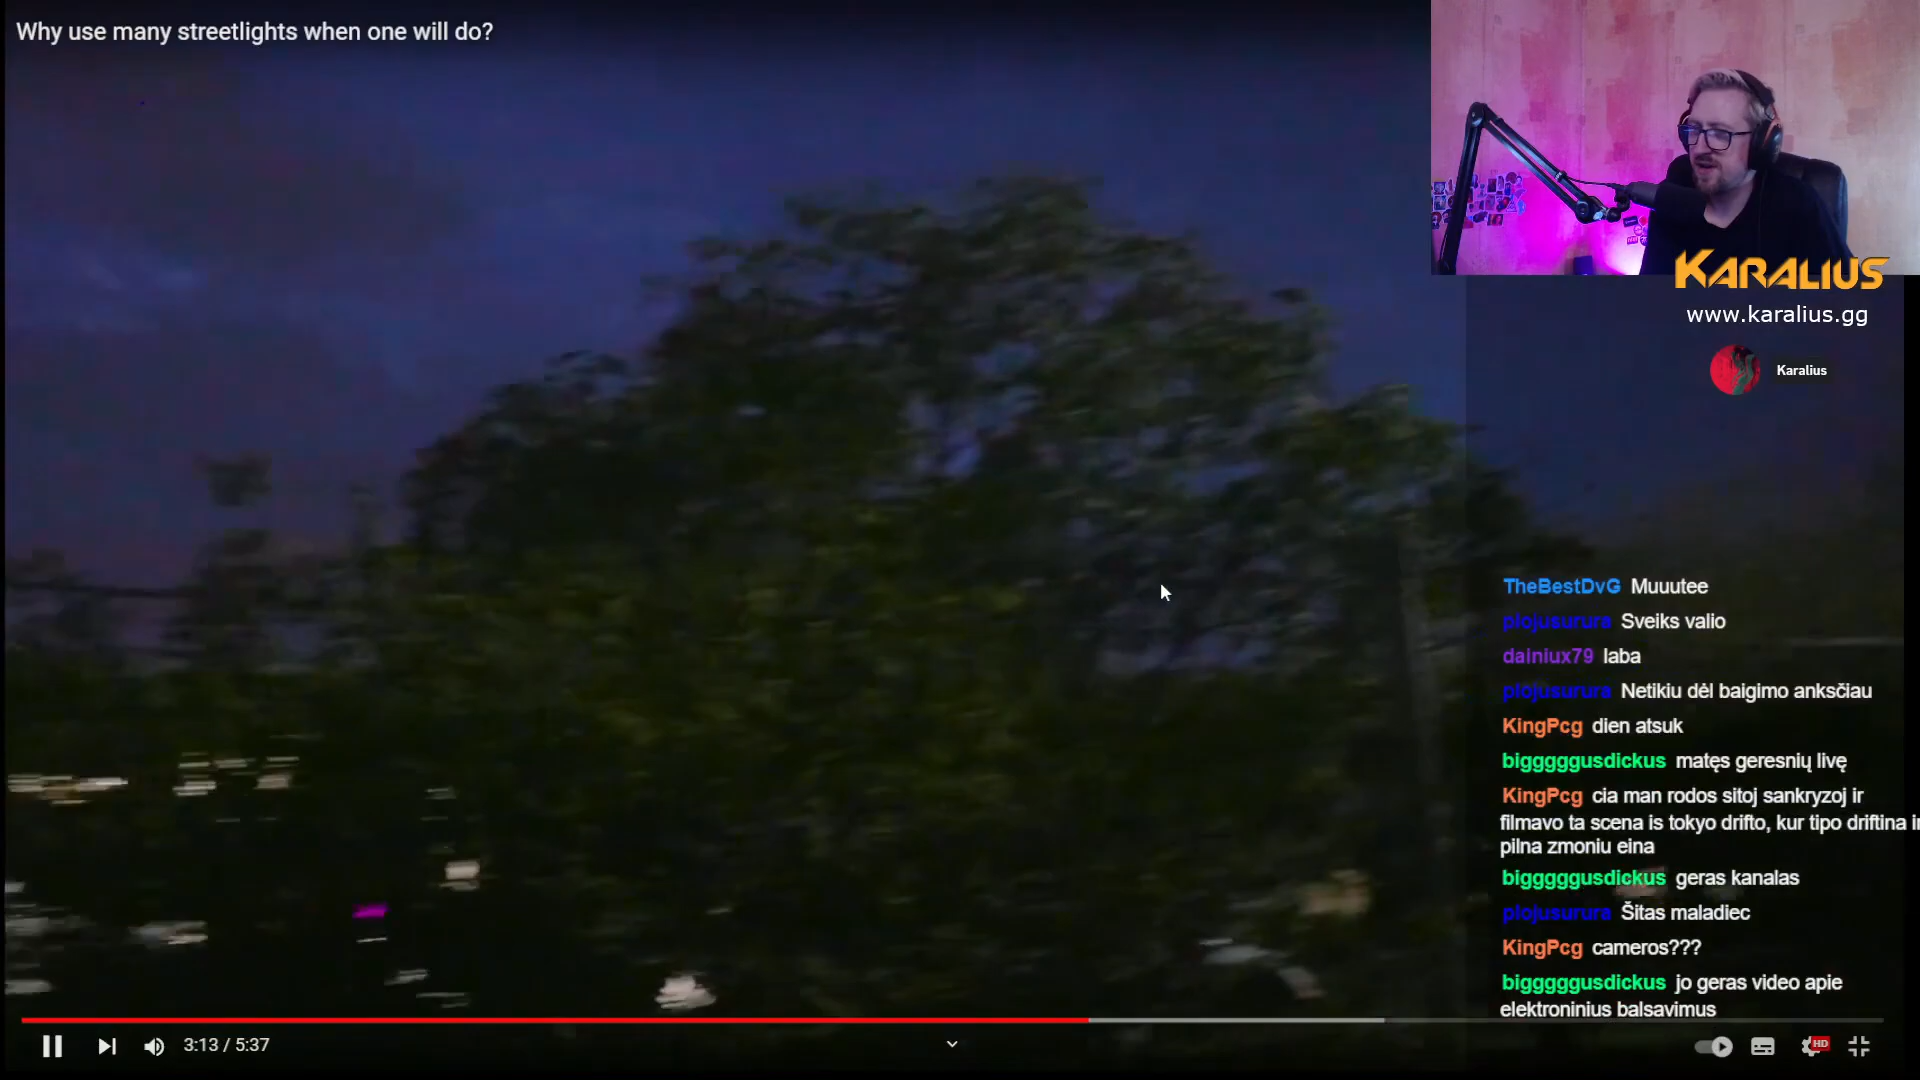 Why use many streetlights when one will do?
KARALIUS
www.karalius.gg
Karalius
TheBestDvG Muuutee
plojusurura Sveiks valio
dainiux79 laba
plojusurura Netikiu dėl baigimo anksčiau
KingPcg dien atsuk
bigggggusdickus matęs geresnių livę
KingPcg cia man rodos sitoj sankryzoj ir
filmavo ta scena is tokyo drifto, kur tipo driftina ir
pilna zmoniu eina
bigggggusdickus geras kanalas
plojusurura Šitas maladiec
KingPcg cameros???
bigggggusdickus jo geras video apie
elektroninius balsavimus
3:13 / 5:37
HD